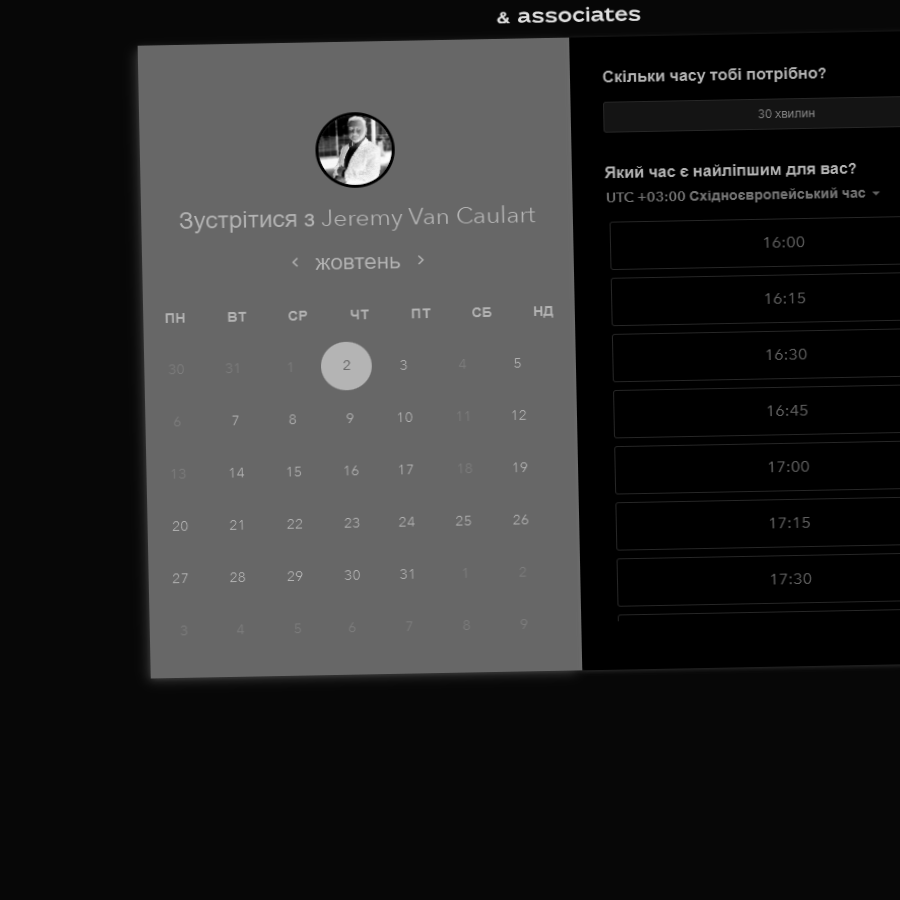 & associates
Зустрітися з Jeremy Van Caulart
жовтень
ПН ВТ СР ЧТ ПТ СБ НД
30 31 1 2 3 4 5
6 7 8 9 10 11 12
13 14 15 16 17 18 19
20 21 22 23 24 25 26
27 28 29 30 31 1 2
3 4 5 6 7 8 9
Скільки часу тобі потрібно?
30 хвилин
Який час є найліпшим для вас?
UTC +03:00 Східноєвропейський час
16:00
16:15
16:30
16:45
17:00
17:15
17:30